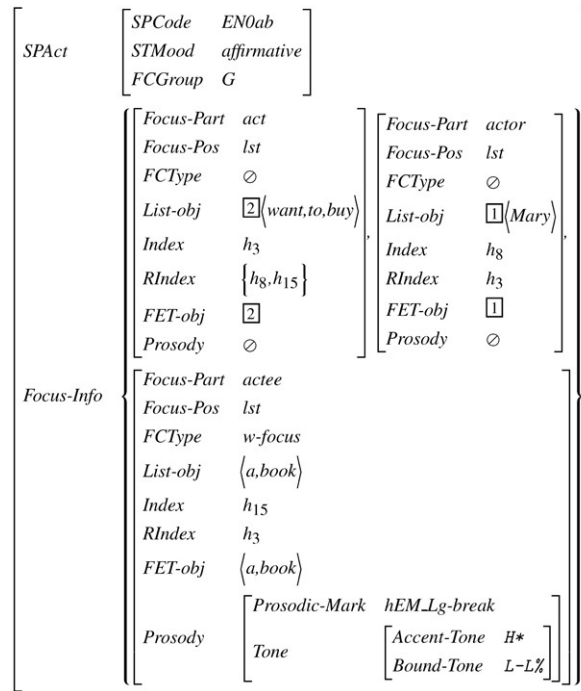 SPAct
SPCode EN0ab
STMood affirmative
FCGroup G
Focus-Info
Focus-Part act
Focus-Pos lst
FCType ∅
List-obj 2⟨want,to,buy⟩
Index h3
RIndex {h8,h15}
FET-obj 2
Prosody ∅
,
Focus-Part actor
Focus-Pos lst
FCType ∅
List-obj 1⟨Mary⟩
Index h8
RIndex h3
FET-obj 1
Prosody ∅
,
Focus-Part actee
Focus-Pos lst
FCType w-focus
List-obj ⟨a,book⟩
Index h15
RIndex h3
FET-obj ⟨a,book⟩
Prosody
Prosodic-Mark hEM_Lg-break
Tone
Accent-Tone H*
Bound-Tone L-L%